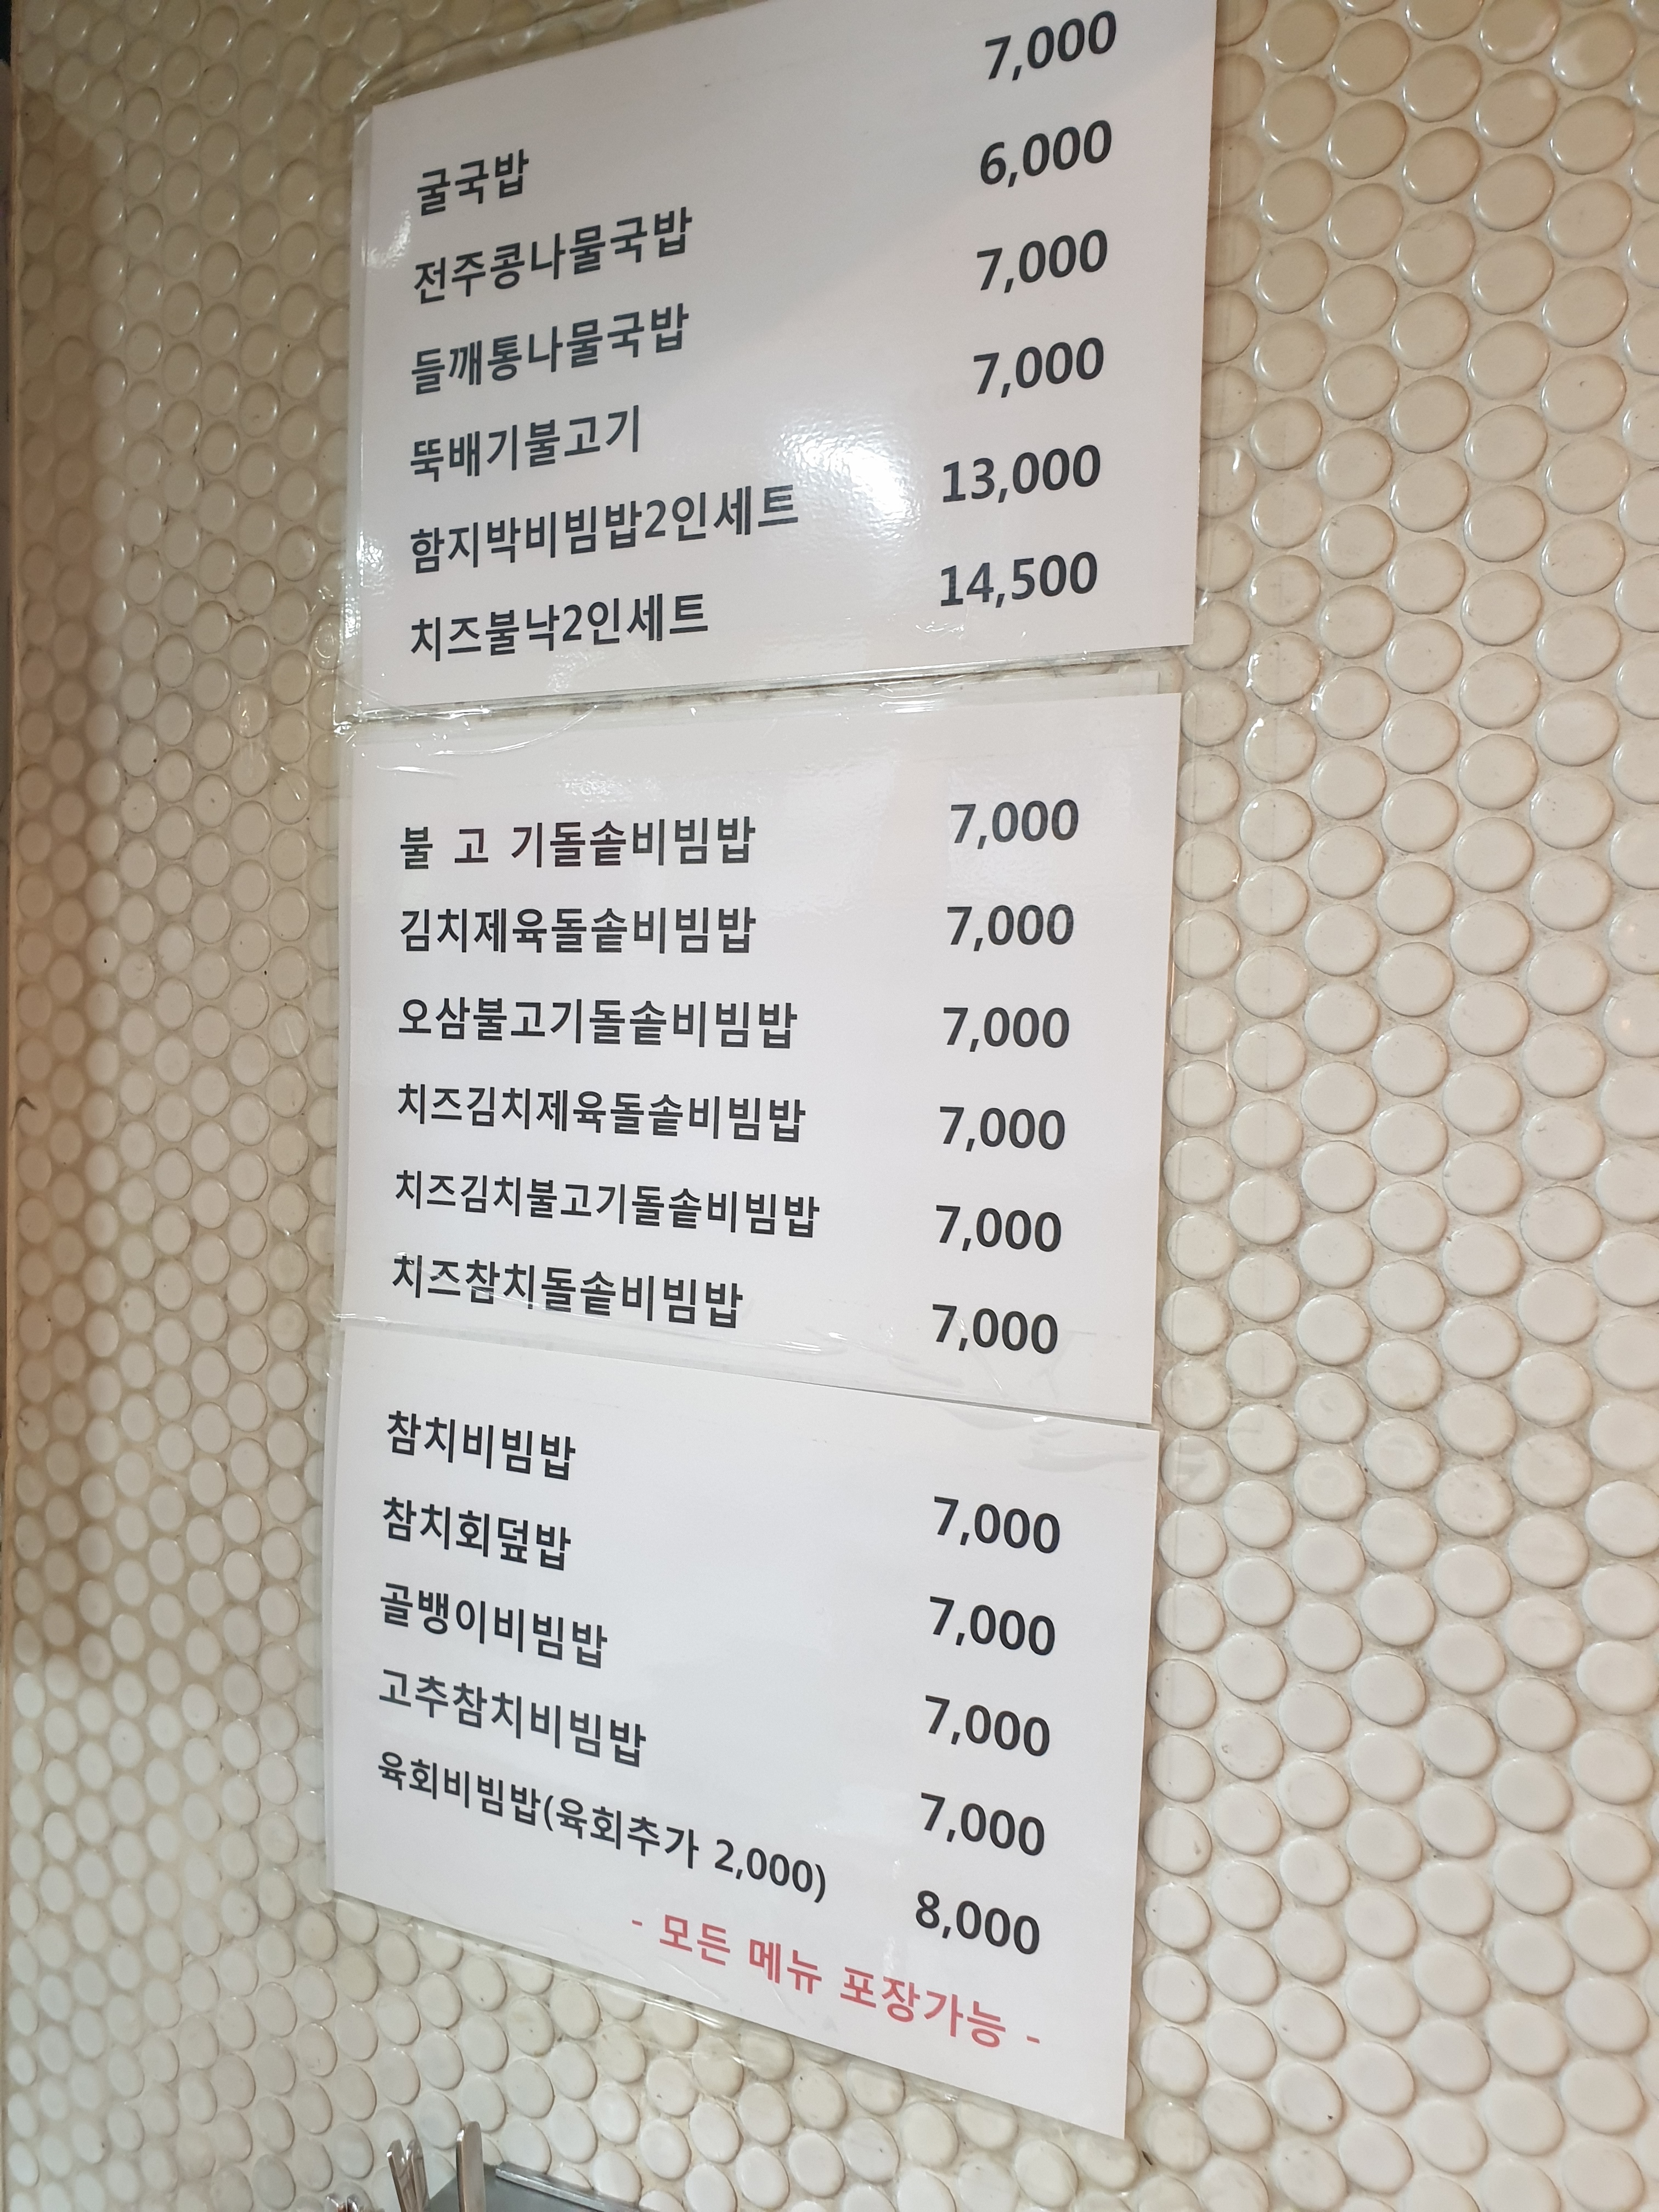 굴국밥 7,000
전주콩나물국밥 6,000
들깨통나물국밥 7,000
뚝배기불고기 7,000
함지박비빔밥2인세트 13,000
치즈불낙2인세트 14,500
불 고 기돌솥비빔밥 7,000
김치제육돌솥비빔밥 7,000
오삼불고기돌솥비빔밥 7,000
치즈김치제육돌솥비빔밥 7,000
치즈김치불고기돌솥비빔밥 7,000
치즈참치돌솥비빔밥 7,000
참치비빔밥 7,000
참치회덮밥 7,000
골뱅이비빔밥 7,000
고추참치비빔밥 7,000
육회비빔밥(육회추가 2,000) 8,000
- 모든 메뉴 포장가능 -